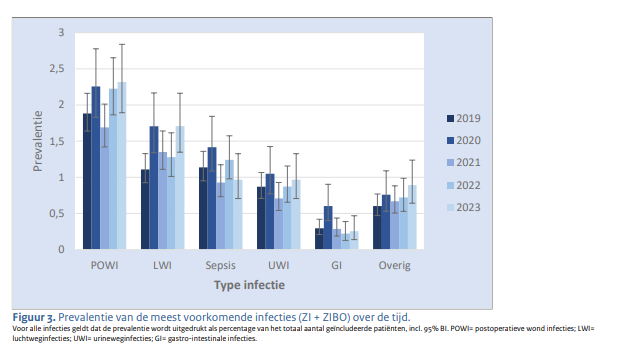 3
2,5
2
1,5
1
0,5
0
Prevalentie
POWI LWI Sepsis UWI GI Overig
Type infectie
2019
2020
2021
2022
2023
Figuur 3. Prevalentie van de meest voorkomende infecties (ZI + ZIBO) over de tijd.
Voor alle infecties geldt dat de prevalentie wordt uitgedrukt als percentage van het totaal aantal geïncludeerde patiënten, incl. 95% BI. POWI= postoperatieve wond infecties; LWI=
luchtweginfecties; UWI= urineweginfecties; GI= gastro-intestinale infecties.